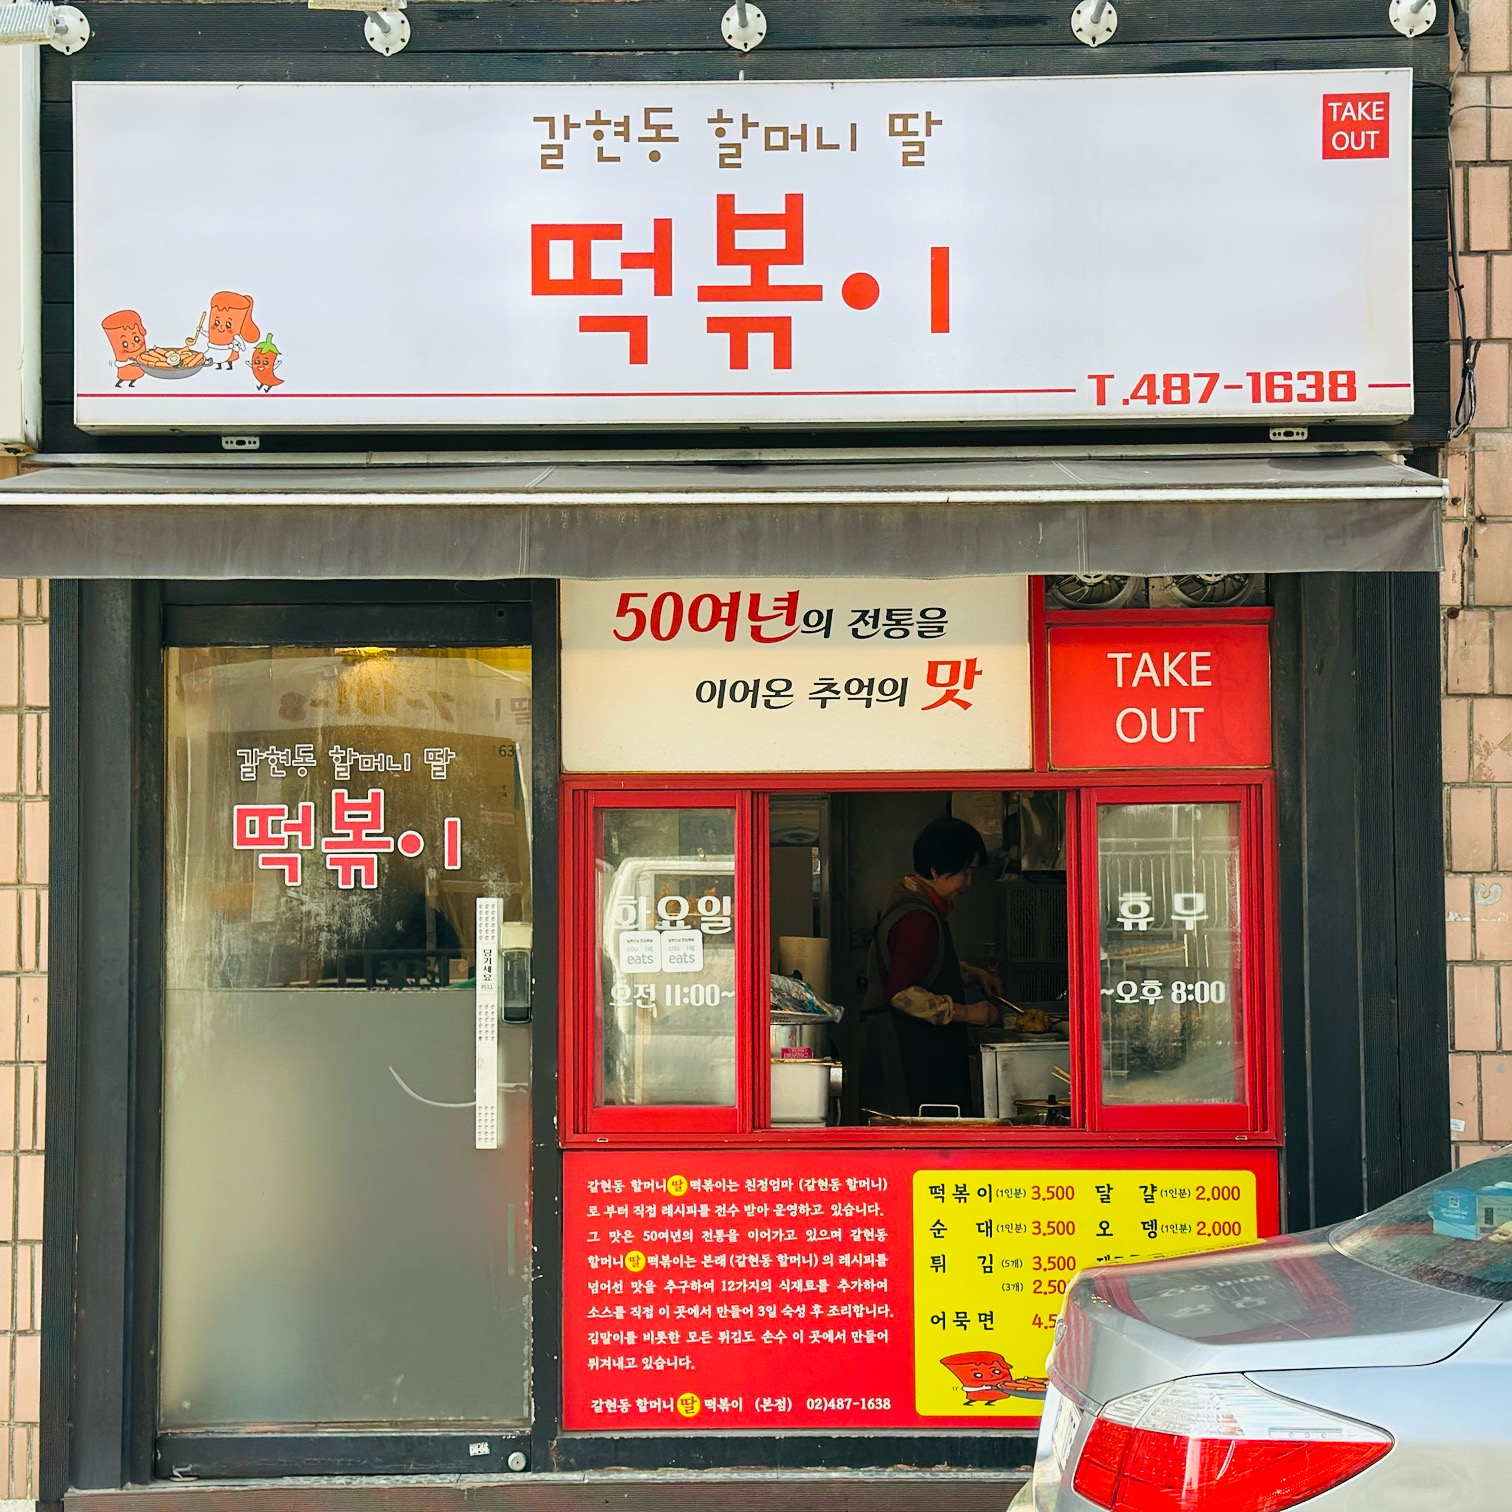 갈현동 할머니 딸
떡볶이
TAKE
OUT
T.487-1638
50여년의 전통을
이어온 추억의 맛
TAKE
OUT
갈현동 할머니 딸
떡볶이
당기세요
화요일
휴무
eats
eats
오전 11:00~
~오후 8:00
갈현동 할머니 딸 떡볶이는 친정엄마 (갈현동 할머니)
로 부터 직접 레시피를 전수 받아 운영하고 있습니다.
그 맛은 50여년의 전통을 이어가고 있으며 갈현동
할머니 딸 떡볶이는 본래 (갈현동 할머니) 의 레시피를
넘어선 맛을 추구하여 12가지의 식재료를 추가하여
소스를 직접 이 곳에서 만들어 3일 숙성 후 조리합니다.
김말이를 비롯한 모든 튀김도 손수 이 곳에서 만들어
튀겨내고 있습니다.
갈현동 할머니 딸 떡볶이 (본점) 02)487-1638
떡볶이 (1인분) 3,500 달걀 (1인분) 2,000
순대 (1인분) 3,500 오뎅 (1인분) 2,000
튀김 (5개) 3,500
(3개)
어묵면